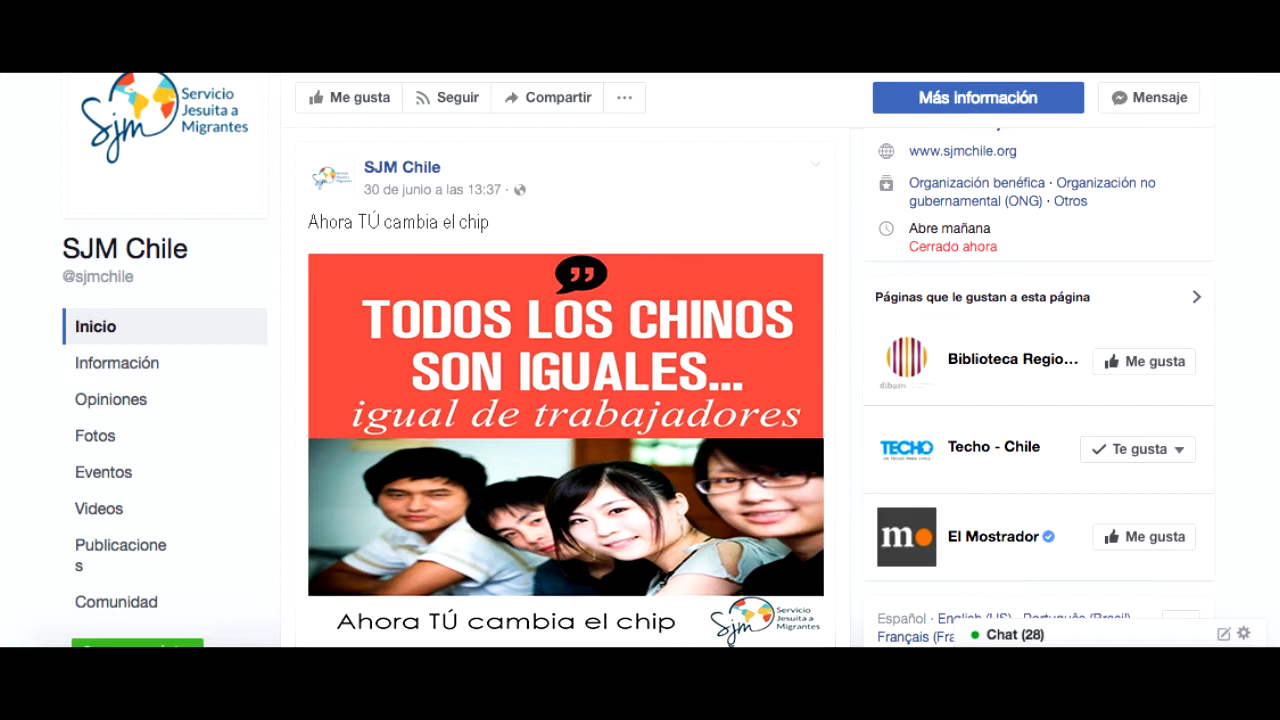 Sjm
Servicio
Jesuita a
Migrantes
SJM Chile
@sjmchile
Inicio
Información
Opiniones
Fotos
Eventos
Videos
Publicacione
s
Comunidad
Me gusta
Seguir
Compartir
Más información
Mensaje
SJM Chile
30 de junio a las 13:37 ·
Ahora TÚ cambia el chip
TODOS LOS CHINOS
SON IGUALES...
igual de trabajadores
Ahora TÚ cambia el chip
Sjm
Servicio
Jesuita a
Migrantes
www.sjmchile.org
Organización benéfica · Organización no
gubernamental (ONG) · Otros
Abre mañana
Cerrado ahora
Páginas que le gustan a esta página
dibam
Biblioteca Regio...
Me gusta
TECHO
Techo - Chile
Te gusta
m.
El Mostrador
Me gusta
Español · English (US) · Português (Brasil)
Français (Fra
Chat (28)